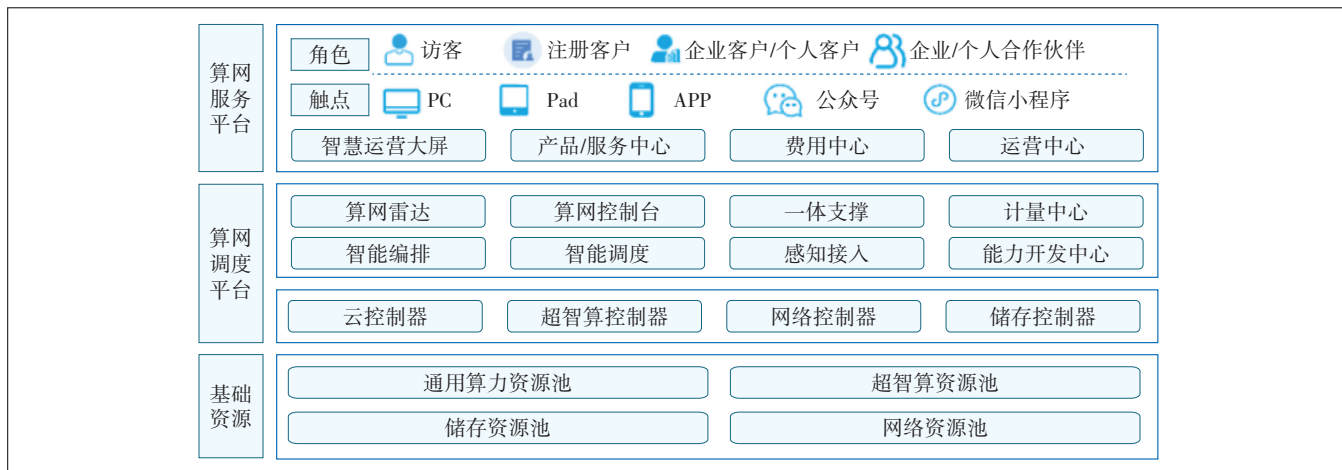 算网服务平台
角色 访客 注册客户 企业客户/个人客户 企业/个人合作伙伴
触点 PC Pad APP 公众号 微信小程序
智慧运营大屏 产品/服务中心 费用中心 运营中心
算网调度平台
算网雷达 算网控制台 一体支撑 计量中心
智能编排 智能调度 感知接入 能力开发中心
云控制器 超智算控制器 网络控制器 储存控制器
基础资源
通用算力资源池 超智算资源池
储存资源池 网络资源池